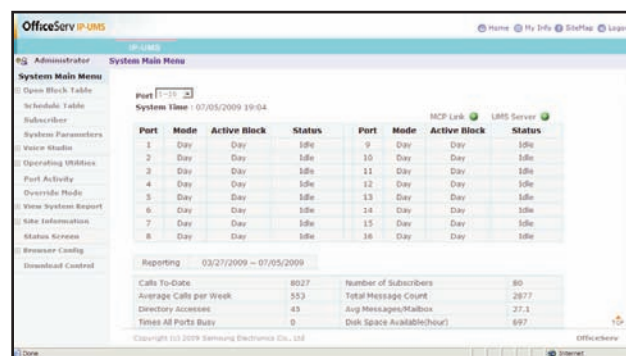 OfficeServ IP-UMS
Home My Info SiteMap Logout
IP-UMS
Administrator System Main Menu
System Main Menu
Open Block Table
Schedule Table
Subscriber
System Parameters
Voice Studio
Operating Utilities
Port Activity
Override Mode
View System Report
Site Information
Status Screen
Browser Config
Download Control
Port 1-16
System Time : 07/05/2009 19:04
MCP Link UMS Server
Port Mode Active Block Status Port Mode Active Block Status
1 Day Day Idle 9 Day Day Idle
2 Day Day Idle 10 Day Day Idle
3 Day Day Idle 11 Day Day Idle
4 Day Day Idle 12 Day Day Idle
5 Day Day Idle 13 Day Day Idle
6 Day Day Idle 14 Day Day Idle
7 Day Day Idle 15 Day Day Idle
8 Day Day Idle 16 Day Day Idle
Reporting 03/27/2009 ~ 07/05/2009
Calls To-Date 8027 Number of Subscribers 80
Average Calls per Week 553 Total Message Count 2877
Directory Accesses 43 Avg Messages/Mailbox 27.1
Times All Ports Busy 0 Disk Space Available(hour) 697
TOP
Copyright (c) 2009 Samsung Electronics Co., Ltd OfficeServ
Done Internet